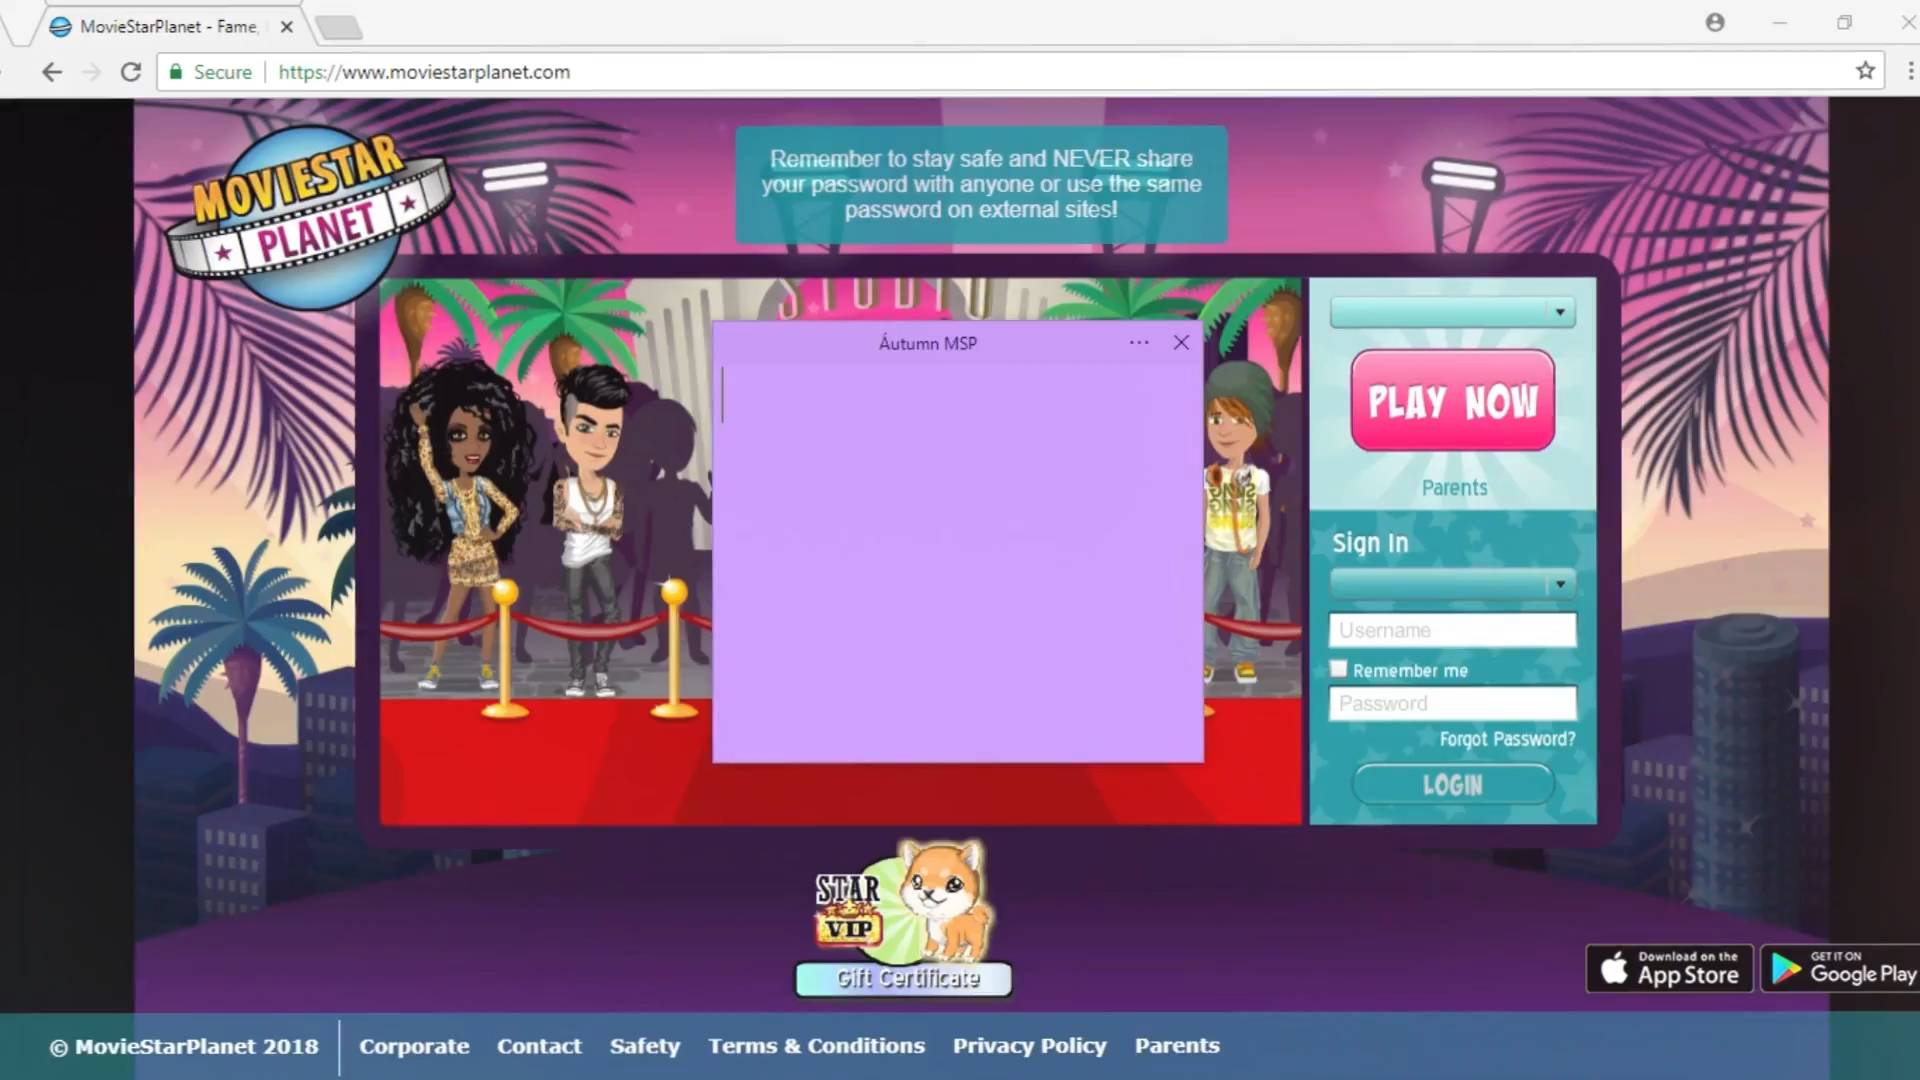 MovieStarPlanet - Fame,
Secure
https://www.moviestarplanet.com
MOVIESTAR
PLANET
Remember to stay safe and NEVER share
your password with anyone or use the same
password on external sites!
STUDIO
Áutumn MSP
PLAY NOW
Parents
Sign In
Username
Remember me
Password
Forgot Password?
LOGIN
STAR
VIP
Gift Certificate
Download on the
App Store
GET IT ON
Google Play
© MovieStarPlanet 2018
Corporate
Contact
Safety
Terms & Conditions
Privacy Policy
Parents